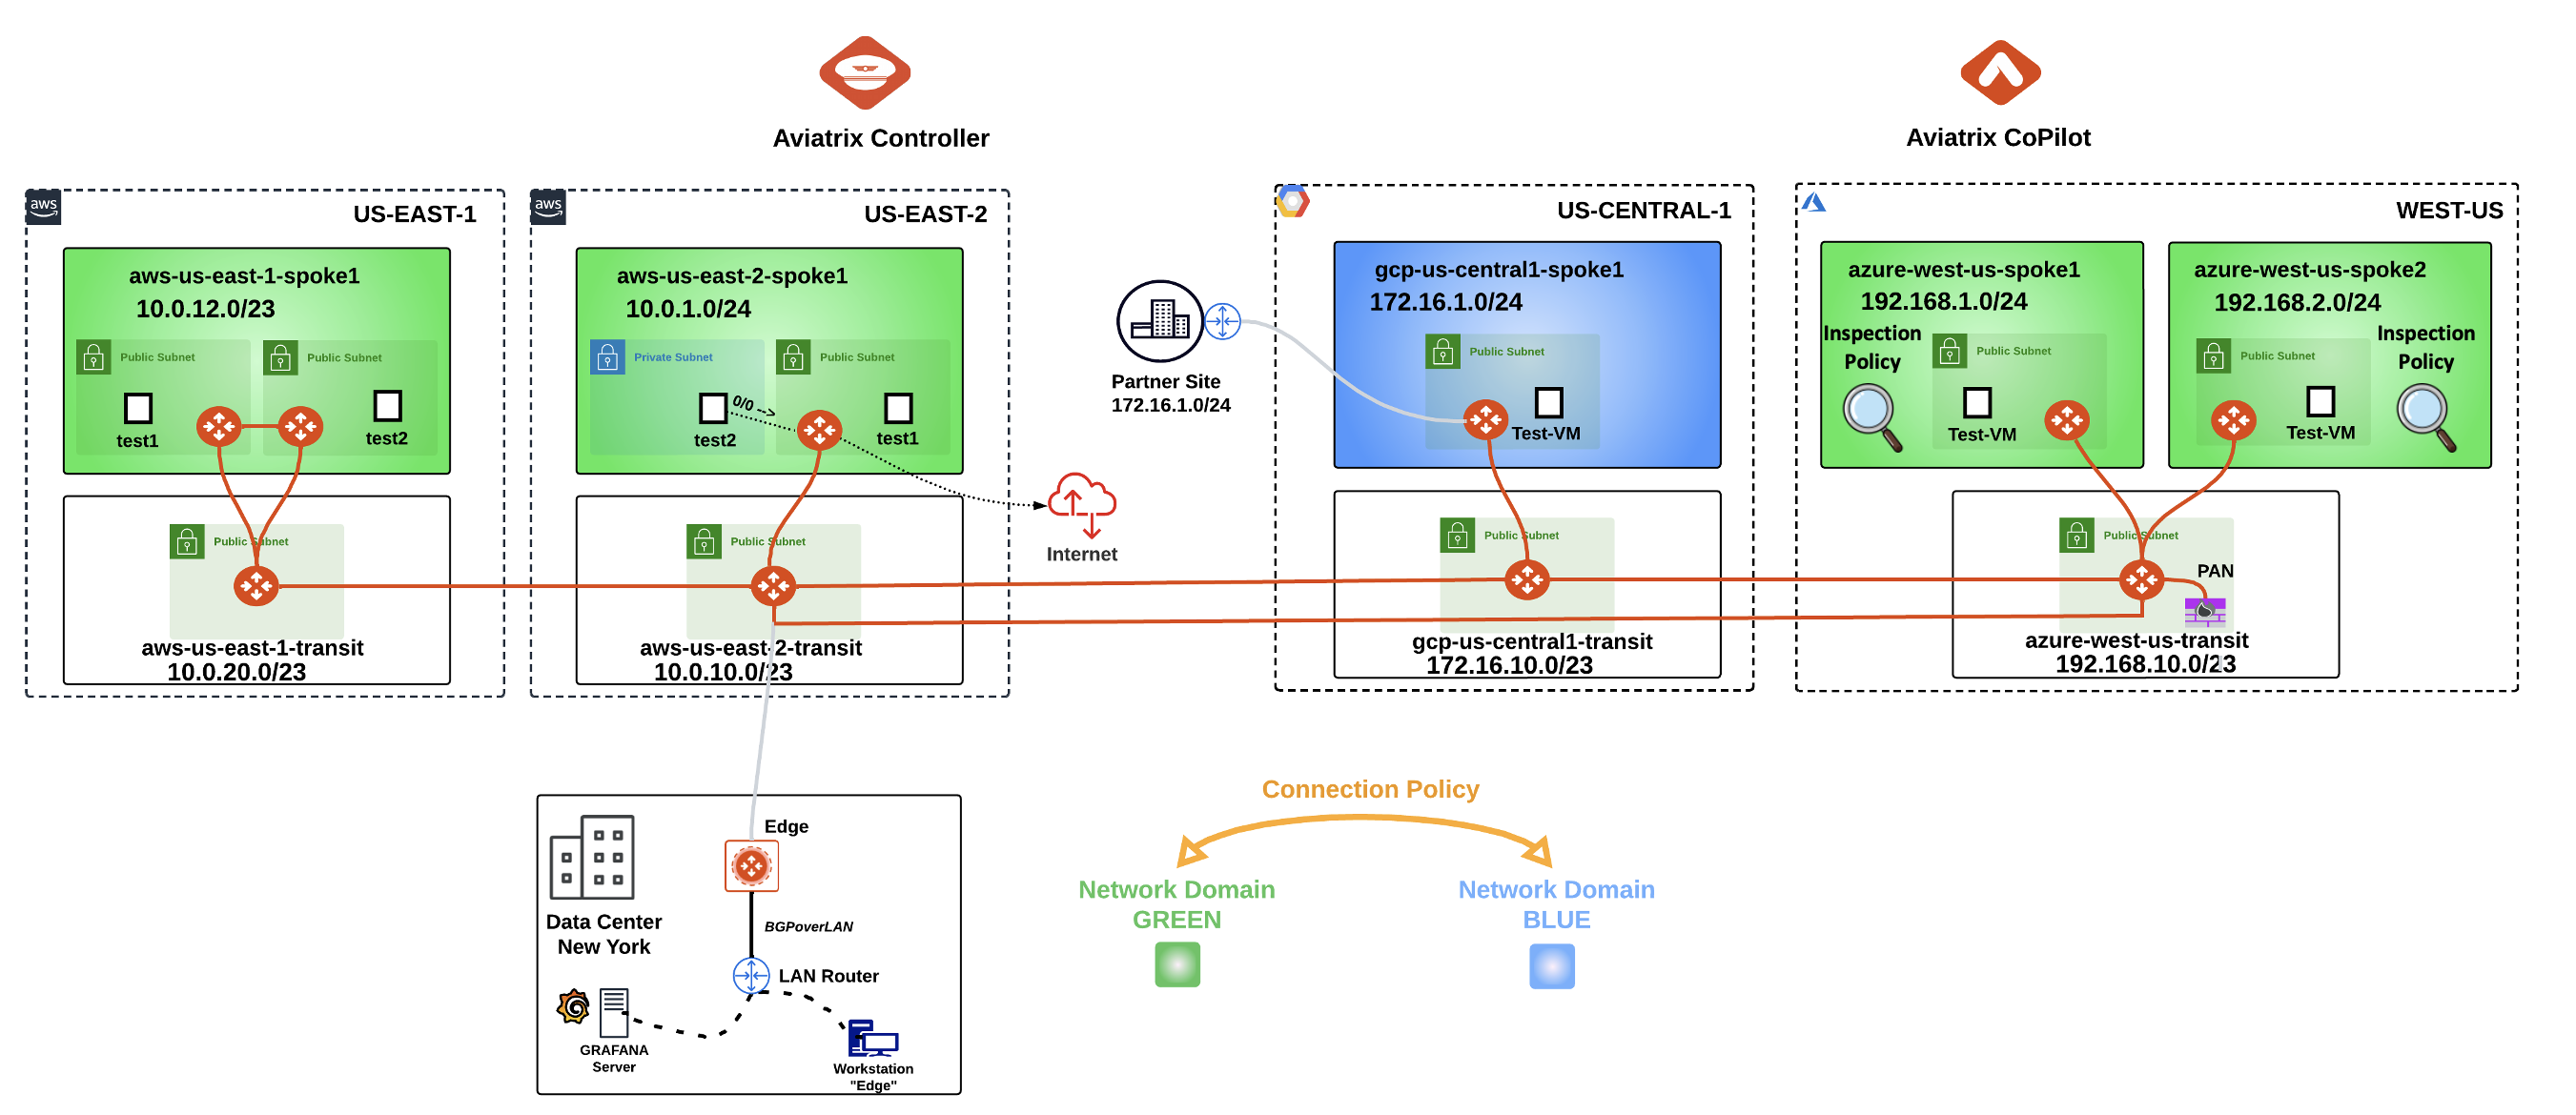 Aviatrix Controller
Aviatrix CoPilot
aws
US-EAST-1
aws-us-east-1-spoke1
10.0.12.0/23
Public Subnet
Public Subnet
test1
test2
Public Subnet
aws-us-east-1-transit
10.0.20.0/23
aws
US-EAST-2
aws-us-east-2-spoke1
10.0.1.0/24
Private Subnet
Public Subnet
0/0 -->
test2
test1
Public Subnet
aws-us-east-2-transit
10.0.10.0/23
Internet
Partner Site
172.16.1.0/24
US-CENTRAL-1
gcp-us-central1-spoke1
172.16.1.0/24
Public Subnet
Test-VM
Public Subnet
gcp-us-central1-transit
172.16.10.0/23
WEST-US
azure-west-us-spoke1
192.168.1.0/24
Inspection
Policy
Public Subnet
Test-VM
azure-west-us-spoke2
192.168.2.0/24
Inspection
Policy
Public Subnet
Test-VM
Public Subnet
PAN
azure-west-us-transit
192.168.10.0/23
Edge
Data Center
New York
BGPoverLAN
LAN Router
GRAFANA
Server
Workstation
"Edge"
Connection Policy
Network Domain
GREEN
Network Domain
BLUE